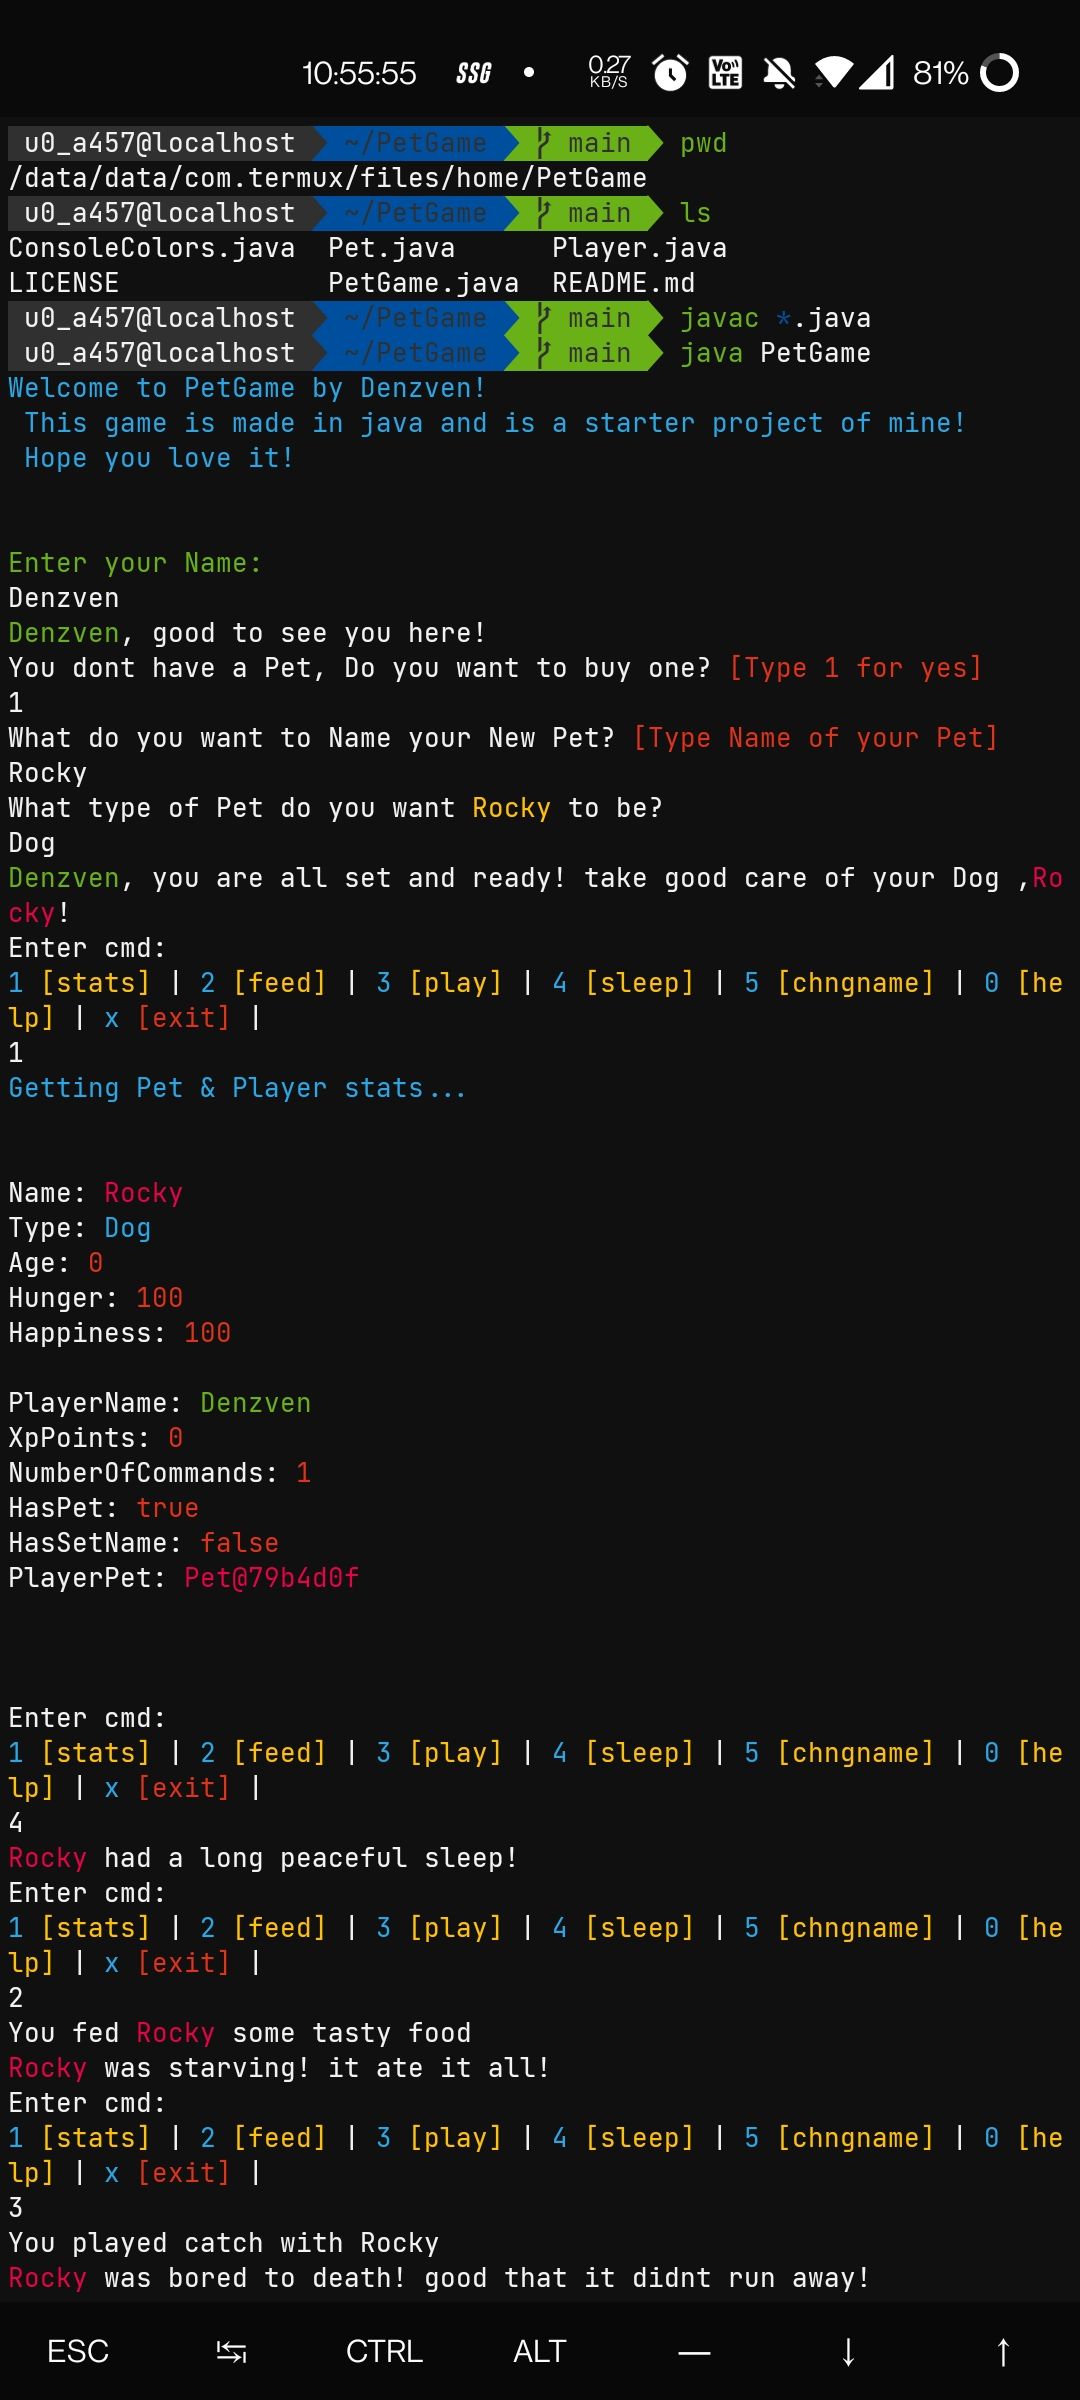 10:55:55 SSG • 0.27 KB/S Vo LTE 81%
u0_a457@localhost ~/PetGame main pwd
/data/data/com.termux/files/home/PetGame
u0_a457@localhost ~/PetGame main ls
ConsoleColors.java Pet.java Player.java
LICENSE PetGame.java README.md
u0_a457@localhost ~/PetGame main javac *.java
u0_a457@localhost ~/PetGame main java PetGame
Welcome to PetGame by Denzven!
This game is made in java and is a starter project of mine!
Hope you love it!
Enter your Name:
Denzven
Denzven, good to see you here!
You dont have a Pet, Do you want to buy one? [Type 1 for yes]
1
What do you want to Name your New Pet? [Type Name of your Pet]
Rocky
What type of Pet do you want Rocky to be?
Dog
Denzven, you are all set and ready! take good care of your Dog ,Ro
cky!
Enter cmd:
1 [stats] | 2 [feed] | 3 [play] | 4 [sleep] | 5 [chngname] | 0 [he
lp] | x [exit] |
1
Getting Pet & Player stats...
Name: Rocky
Type: Dog
Age: 0
Hunger: 100
Happiness: 100
PlayerName: Denzven
XpPoints: 0
NumberOfCommands: 1
HasPet: true
HasSetName: false
PlayerPet: Pet@79b4d0f
Enter cmd:
1 [stats] | 2 [feed] | 3 [play] | 4 [sleep] | 5 [chngname] | 0 [he
lp] | x [exit] |
4
Rocky had a long peaceful sleep!
Enter cmd:
1 [stats] | 2 [feed] | 3 [play] | 4 [sleep] | 5 [chngname] | 0 [he
lp] | x [exit] |
2
You fed Rocky some tasty food
Rocky was starving! it ate it all!
Enter cmd:
1 [stats] | 2 [feed] | 3 [play] | 4 [sleep] | 5 [chngname] | 0 [he
lp] | x [exit] |
3
You played catch with Rocky
Rocky was bored to death! good that it didnt run away!
ESC ↹ CTRL ALT — ↓ ↑